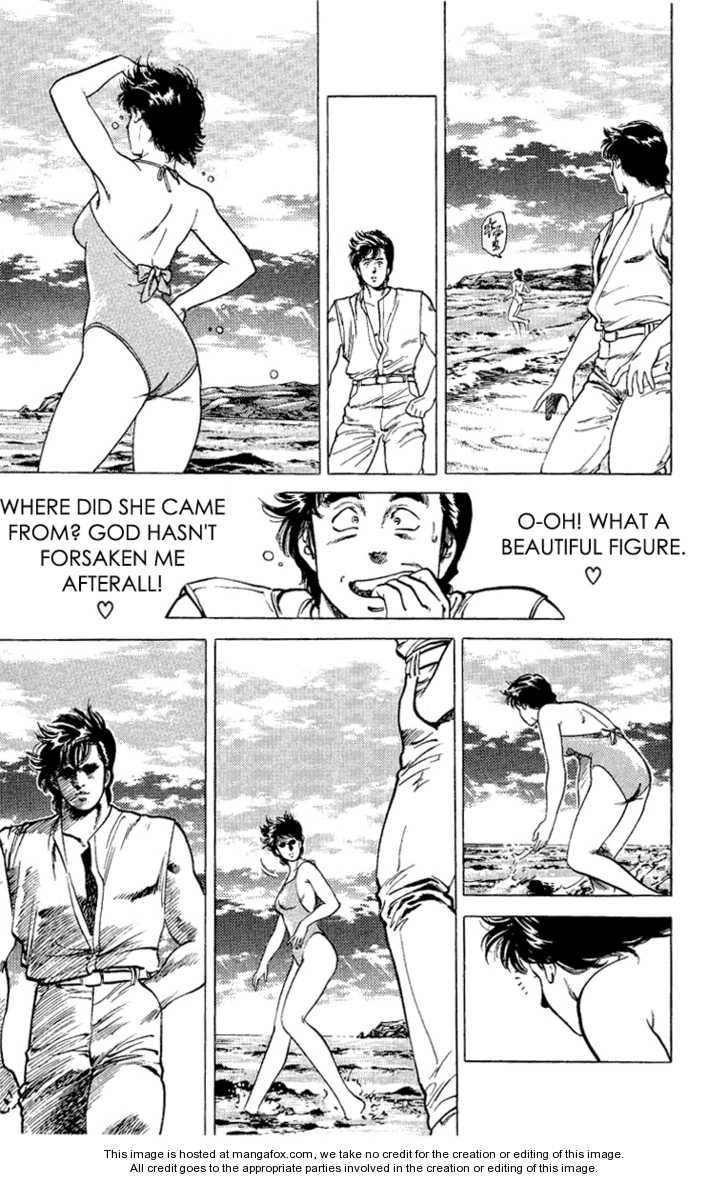 O-OH! WHAT A
BEAUTIFUL FIGURE.
♡
WHERE DID SHE CAME
FROM? GOD HASN'T
FORSAKEN ME
AFTERALL!
♡
This image is hosted at mangafox.com, we take no credit for the creation or editing of this image.
All credit goes to the appropriate parties involved in the creation or editing of this image.